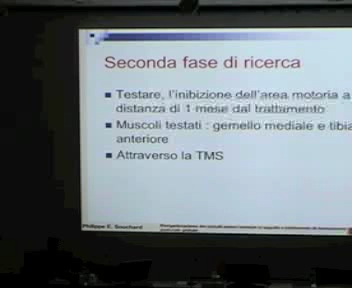 Seconda fase di ricerca
Testare, l'inibizione dell'area motoria a
distanza di 1 mese dal trattamento
Muscoli testati : gemello mediale e tibia
anteriore
Attraverso la TMS
Philippe E. Souchard